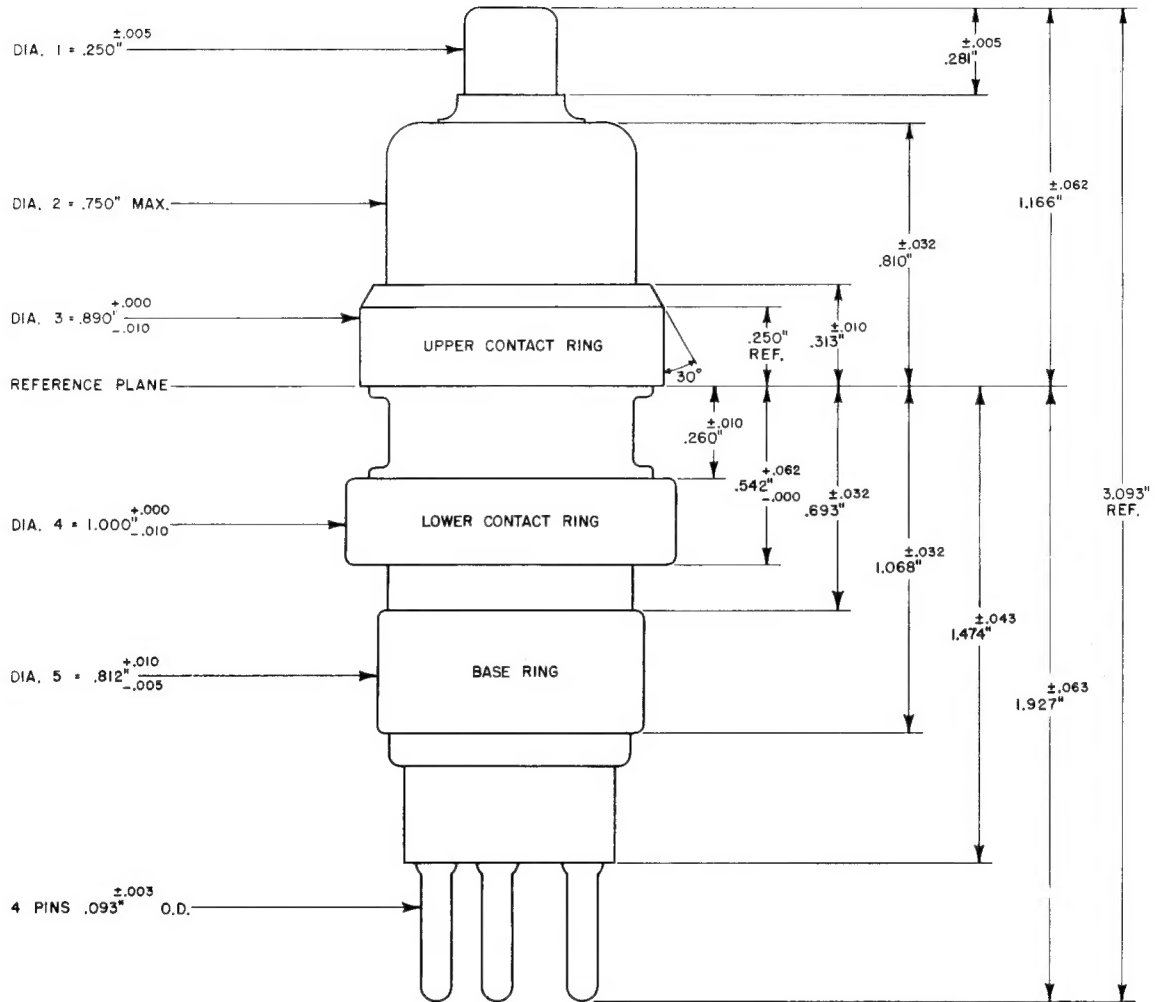 DIA. 1 = .250" ±.005
DIA. 2 = .750" MAX.
DIA. 3 = .890" +.000 -.010
REFERENCE PLANE
DIA. 4 = 1.000" +.000 -.010
DIA. 5 = .812" +.010 -.005
4 PINS .093" ±.003 O.D.
UPPER CONTACT RING
LOWER CONTACT RING
BASE RING
30°
.260" ±.010
.250"
REF.
.542" +.062 -.000
.313" ±.010
.693" ±.032
.810" ±.032
1.068" ±.032
.281" ±.005
1.474" ±.043
1.166" ±.062
1.927" ±.063
3.093"
REF.